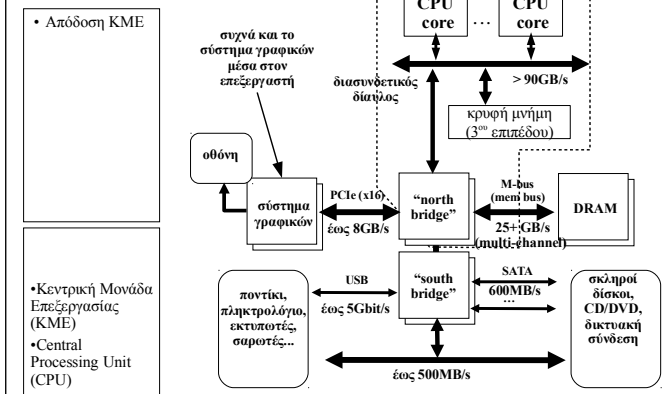 • Απόδοση ΚΜΕ
•Κεντρική Μονάδα
Επεξεργασίας
(ΚΜΕ)
•Central
Processing Unit
(CPU)
συχνά και το
σύστημα γραφικών
μέσα στον
επεξεργαστή
CPU
core
...
CPU
core
διασυνδετικός
δίαυλος
> 90GB/s
κρυφή μνήμη
(3ου επιπέδου)
οθόνη
σύστημα
γραφικών
PCIe (x16)
έως 8GB/s
“north
bridge”
M-bus
(mem bus)
25+ GB/s
(multi-channel)
DRAM
ποντίκι,
πληκτρολόγιο,
εκτυπωτές,
σαρωτές...
USB
έως 5Gbit/s
“south
bridge”
SATA
600MB/s
...
σκληροί
δίσκοι,
CD/DVD,
δικτυακή
σύνδεση
έως 500MB/s